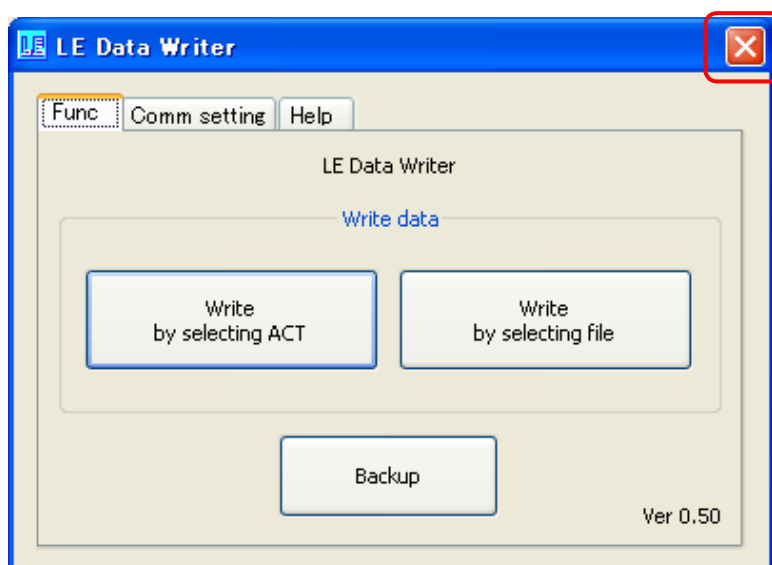 LE LE Data Writer
Func Comm setting Help
LE Data Writer
Write data
Write
by selecting ACT
Write
by selecting file
Backup
Ver 0.50